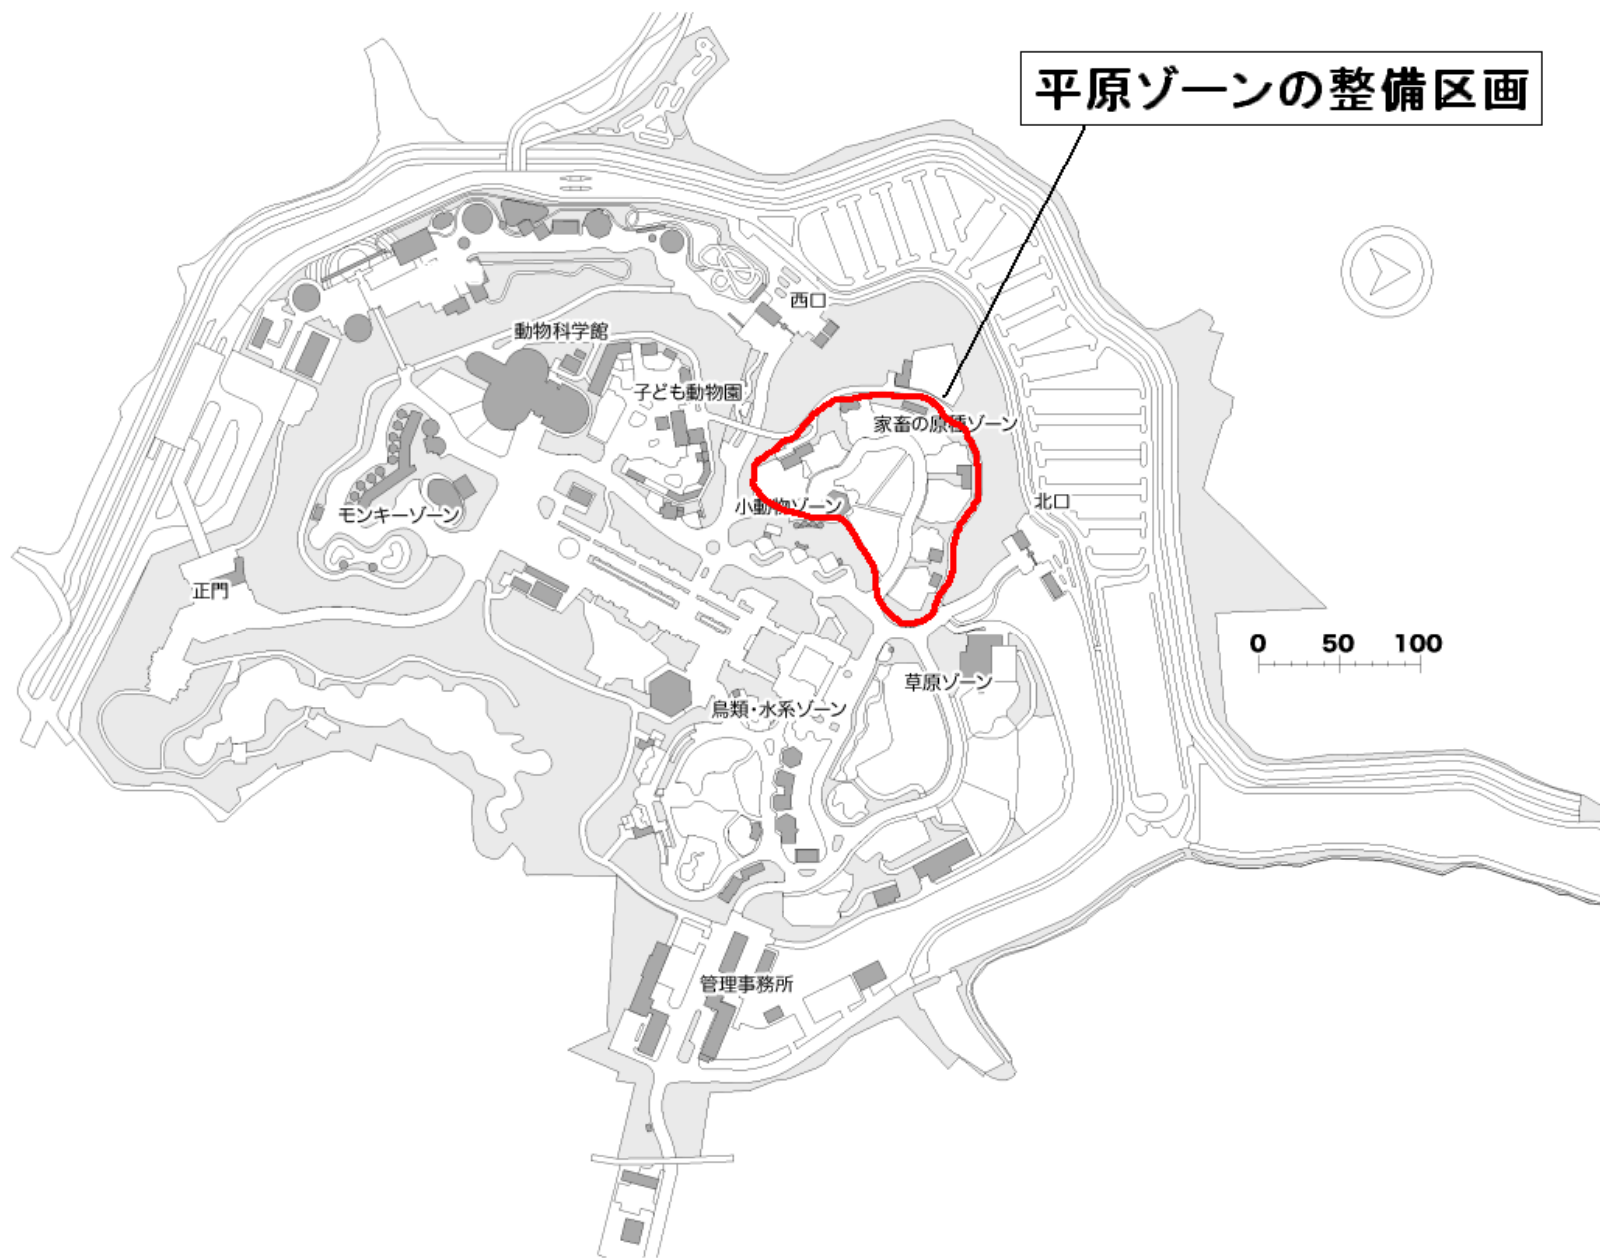 平原ゾーンの整備区画
西口
動物科学館
子ども動物園
家畜の原種ゾーン
北口
小動物ゾーン
モンキーゾーン
正門
0 50 100
草原ゾーン
鳥類・水系ゾーン
管理事務所